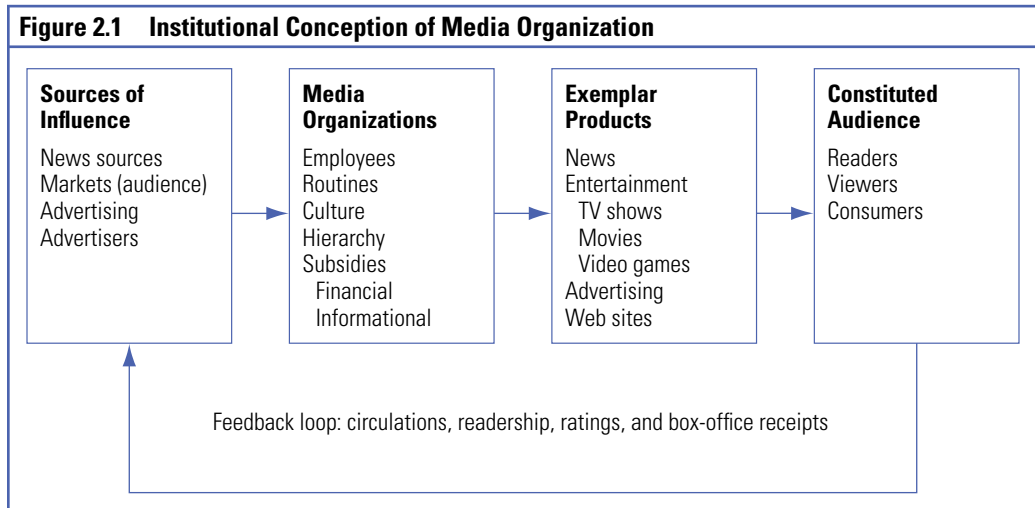 Figure 2.1 Institutional Conception of Media Organization
Sources of
Influence
News sources
Markets (audience)
Advertising
Advertisers
Media
Organizations
Employees
Routines
Culture
Hierarchy
Subsidies
Financial
Informational
Exemplar
Products
News
Entertainment
TV shows
Movies
Video games
Advertising
Web sites
Constituted
Audience
Readers
Viewers
Consumers
Feedback loop: circulations, readership, ratings, and box-office receipts